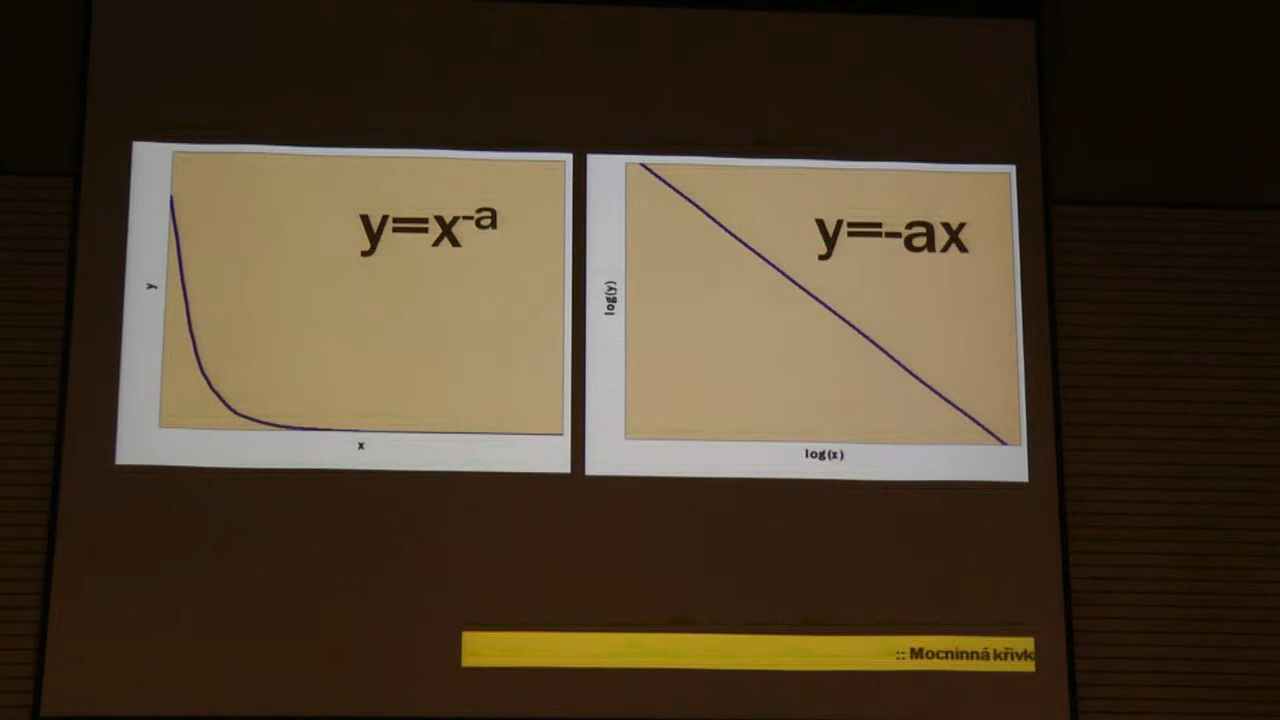 y=x⁻ᵃ
y
x
y=-ax
log(y)
log(x)
:: Mocninná křivk